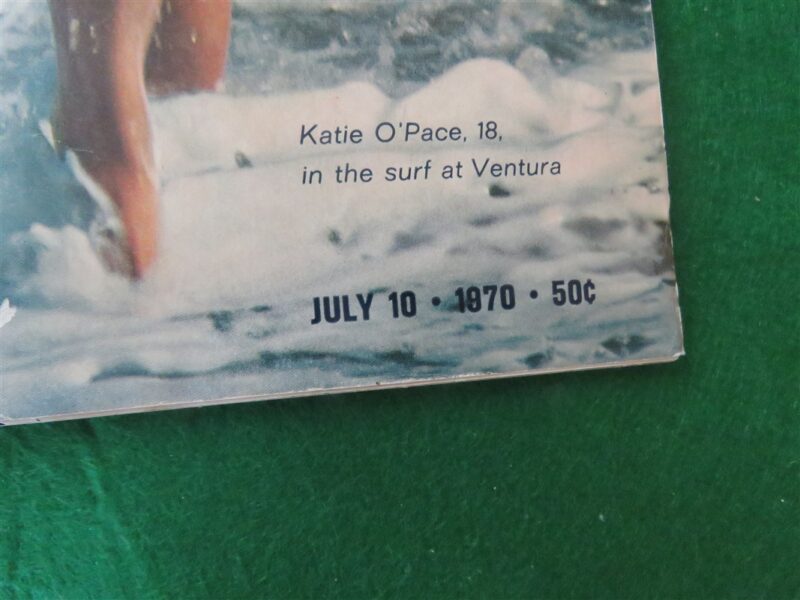 Katie O'Pace, 18,
in the surf at Ventura
JULY 10 • 1970 • 50¢